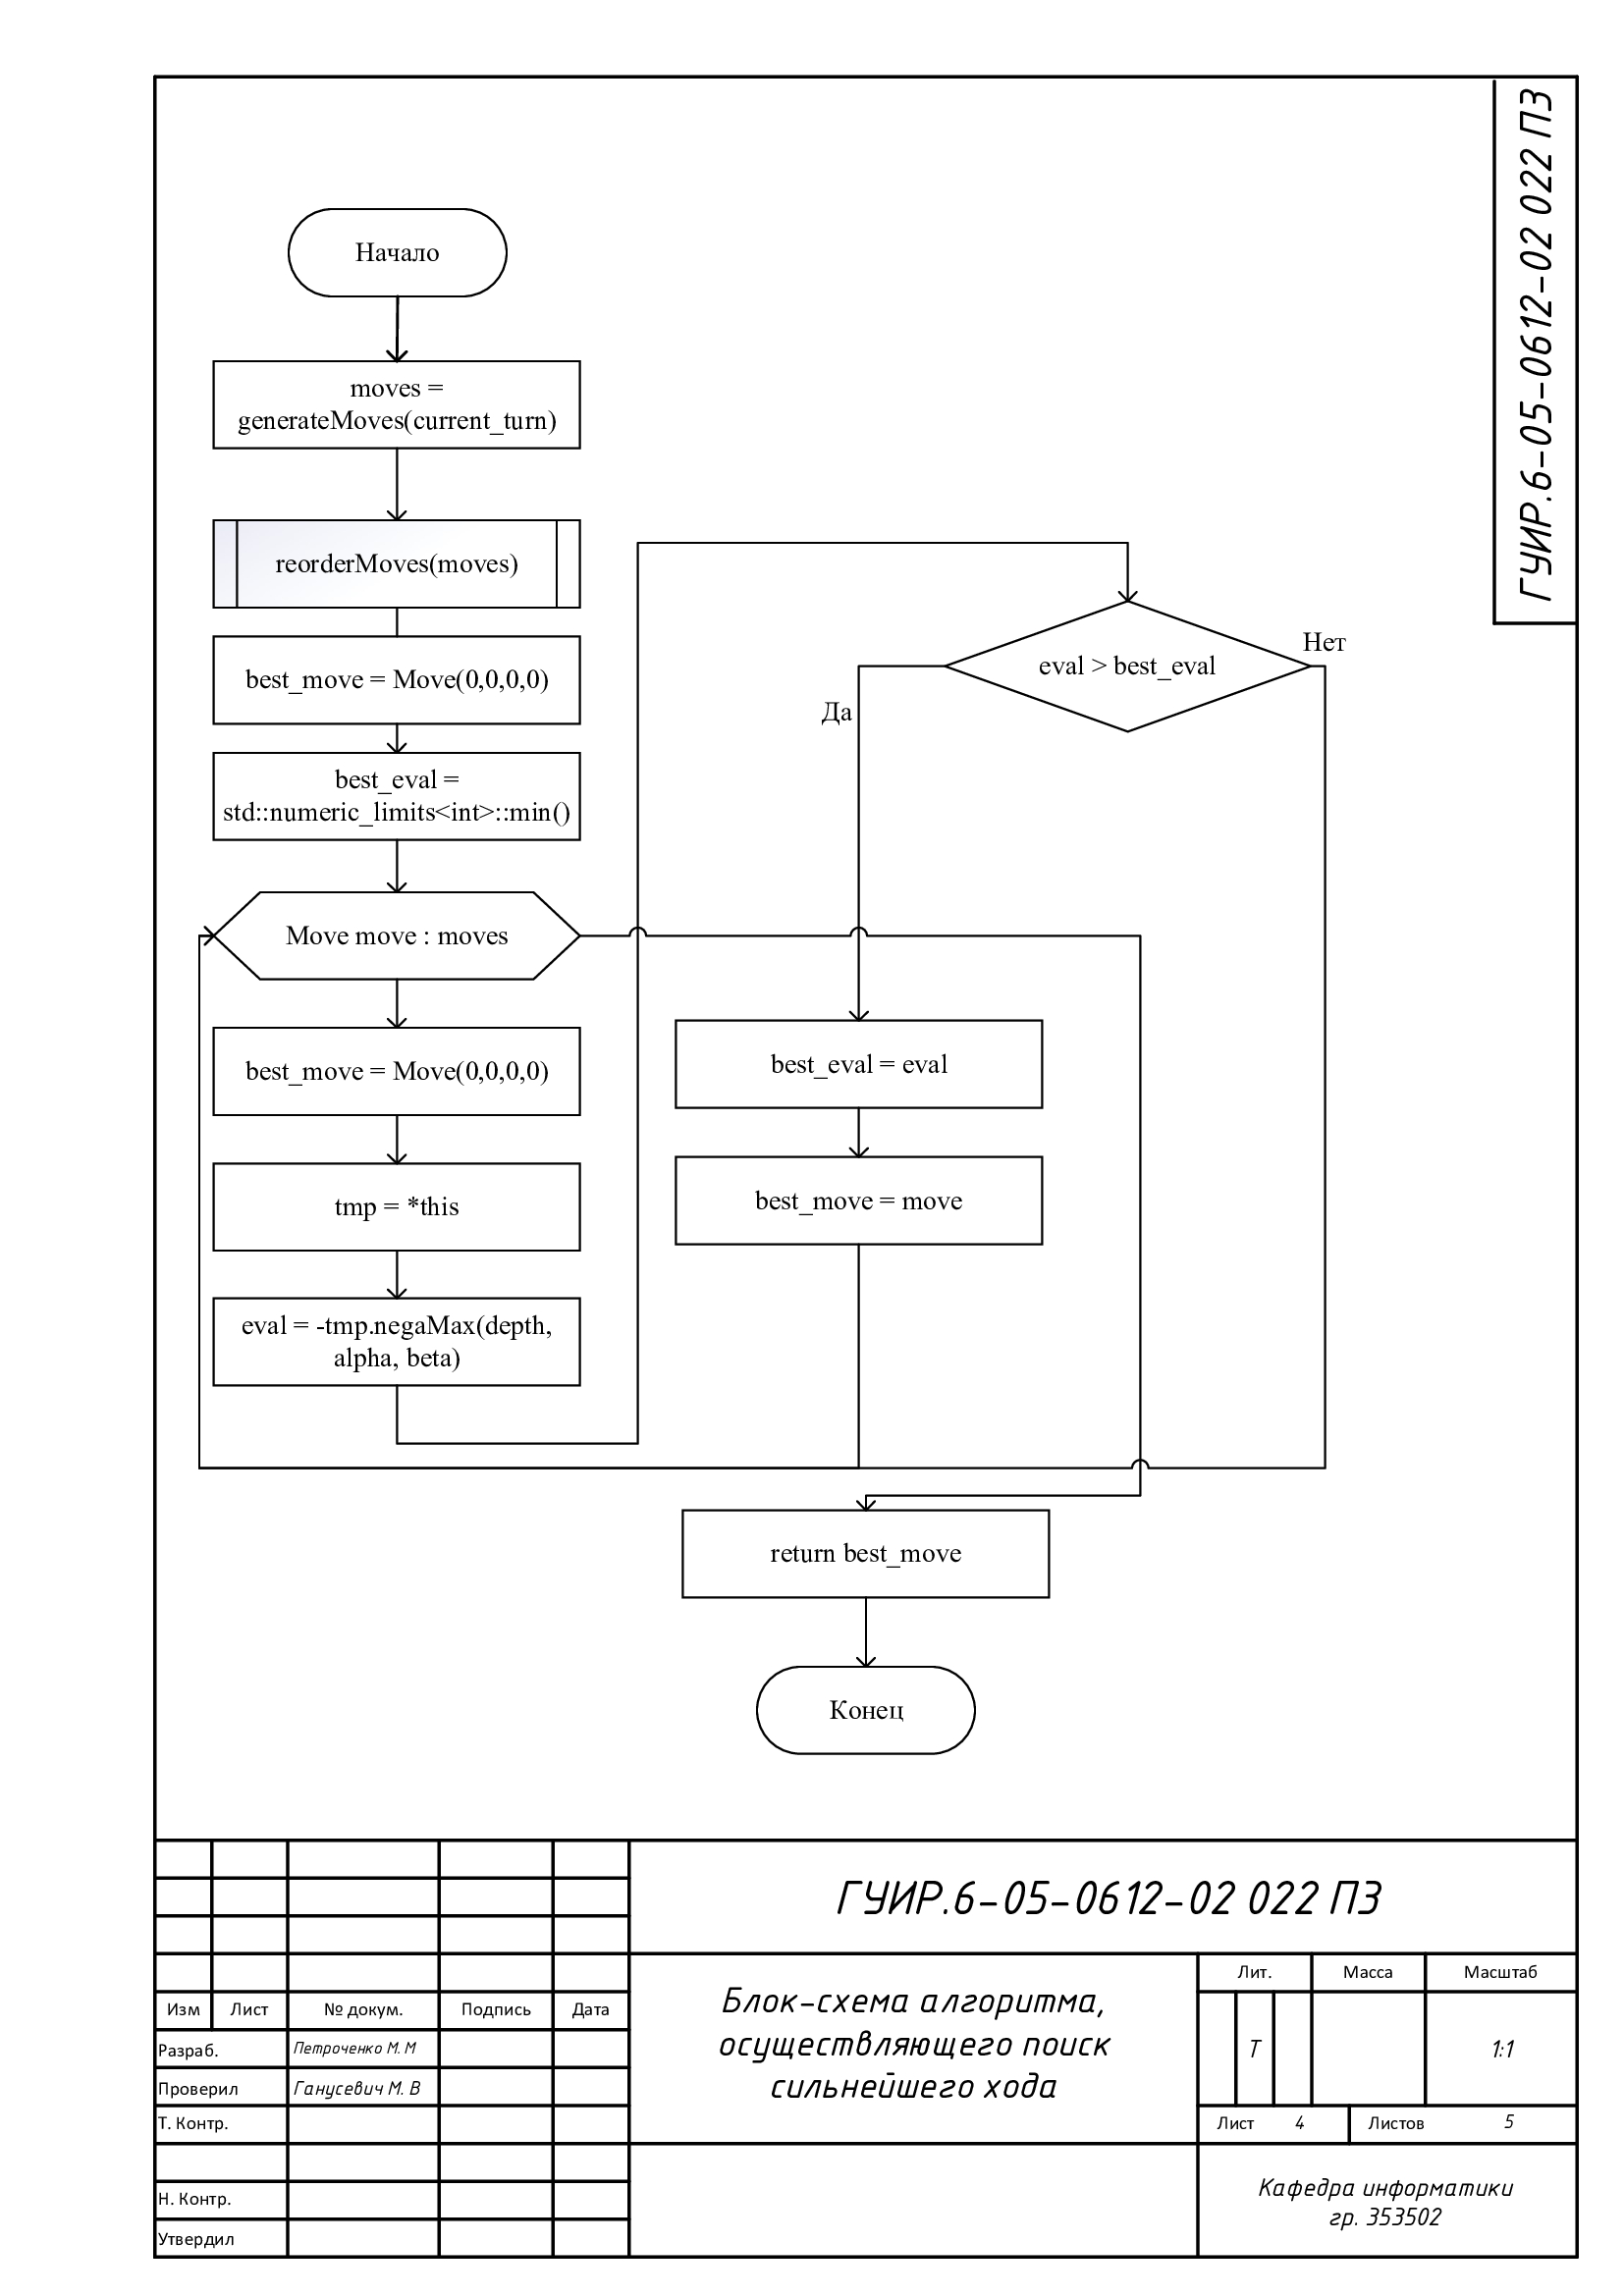 ГУИР.6-05-0612-02 022 ПЗ
Начало
moves =
generateMoves(current_turn)
reorderMoves(moves)
best_move = Move(0,0,0,0)
best_eval =
std::numeric_limits<int>::min()
Move move : moves
best_move = Move(0,0,0,0)
tmp = *this
eval = -tmp.negaMax(depth,
alpha, beta)
eval > best_eval
Нет
Да
best_eval = eval
best_move = move
return best_move
Конец
ГУИР.6-05-0612-02 022 ПЗ
Изм Лист № докум. Подпись Дата
Разраб. Петроченко М. М
Проверил Ганусевич М. В
Т. Контр.
Н. Контр.
Утвердил
Блок-схема алгоритма,
осуществляющего поиск
сильнейшего хода
Лит. Масса Масштаб
Т 1:1
Лист 4 Листов 5
Кафедра информатики
гр. 353502